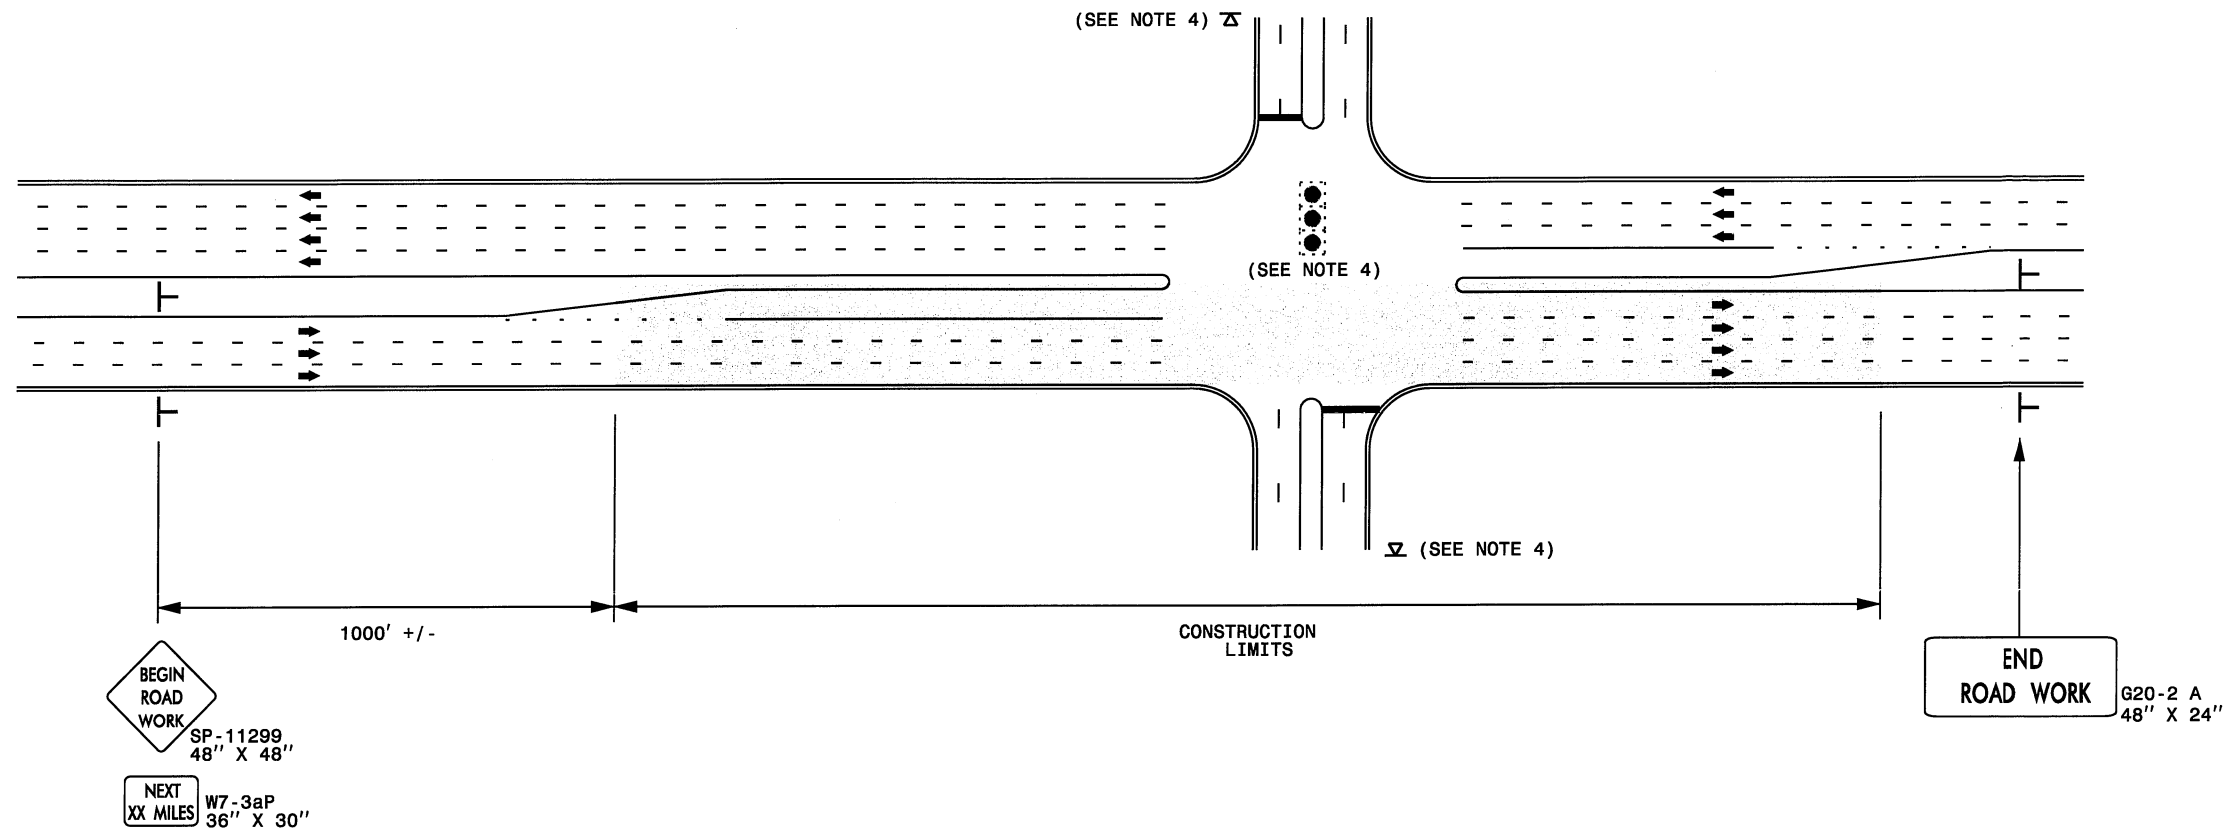 (SEE NOTE 4)
(SEE NOTE 4)
(SEE NOTE 4)
1000' +/-
CONSTRUCTION
LIMITS
BEGIN
ROAD
WORK
SP-11299
48" X 48"
NEXT
XX MILES
W7-3aP
36" X 30"
END
ROAD WORK
G20-2 A
48" X 24"